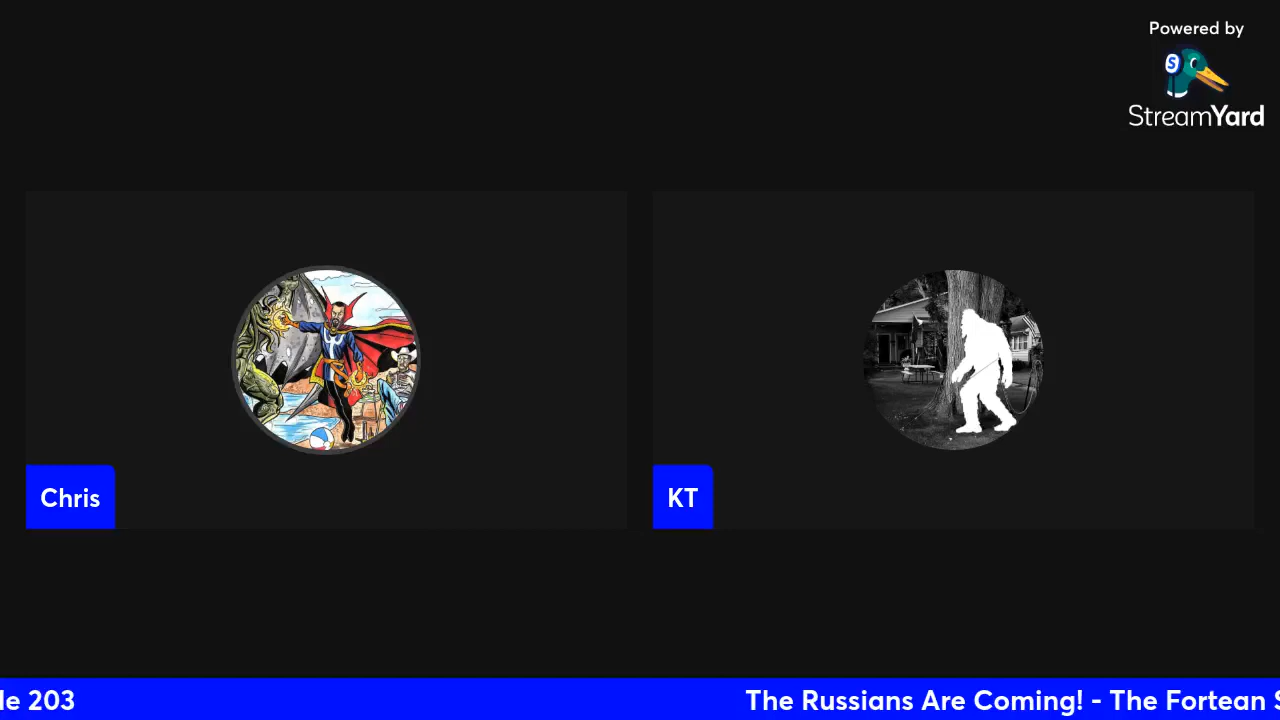 Powered by
StreamYard
Chris
KT
203
The Russians Are Coming! - The Fortean